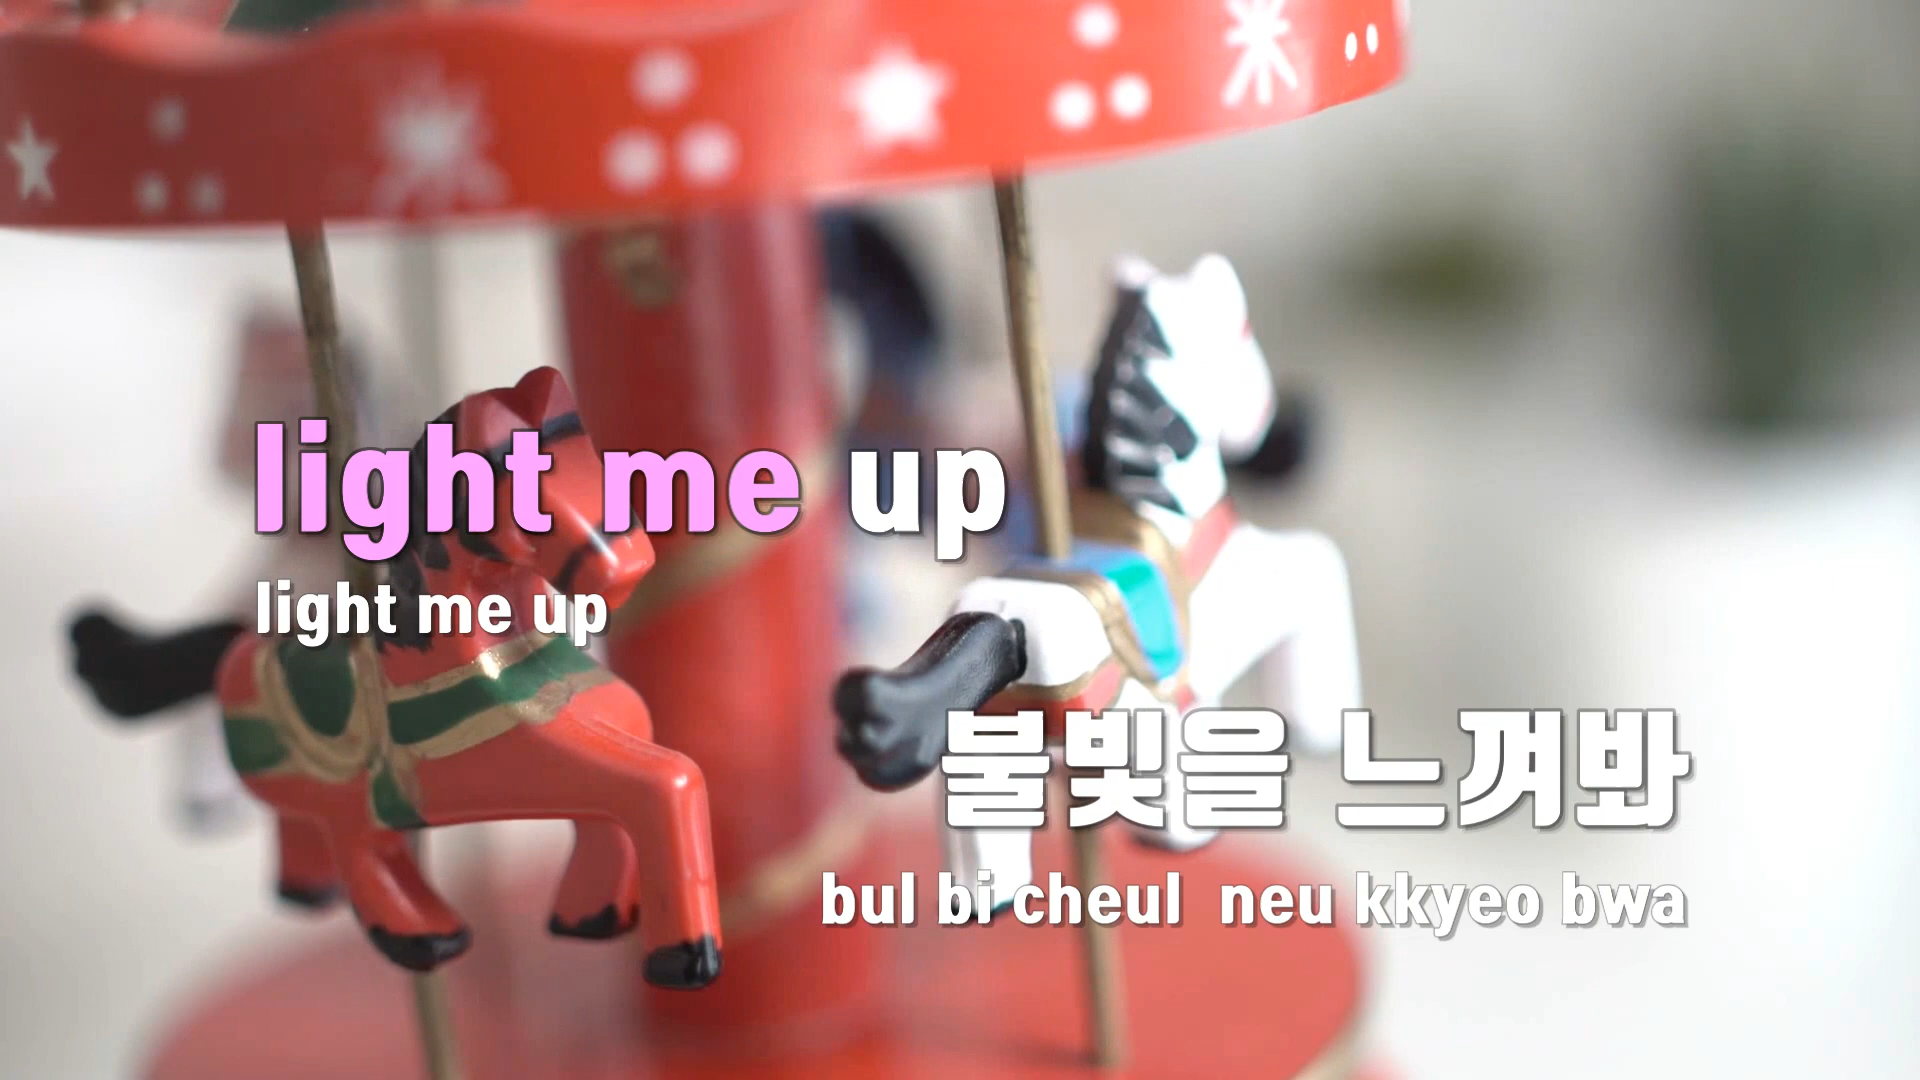 light me up
light me up
불빛을 느껴봐
bul bi cheul  neu kkyeo bwa